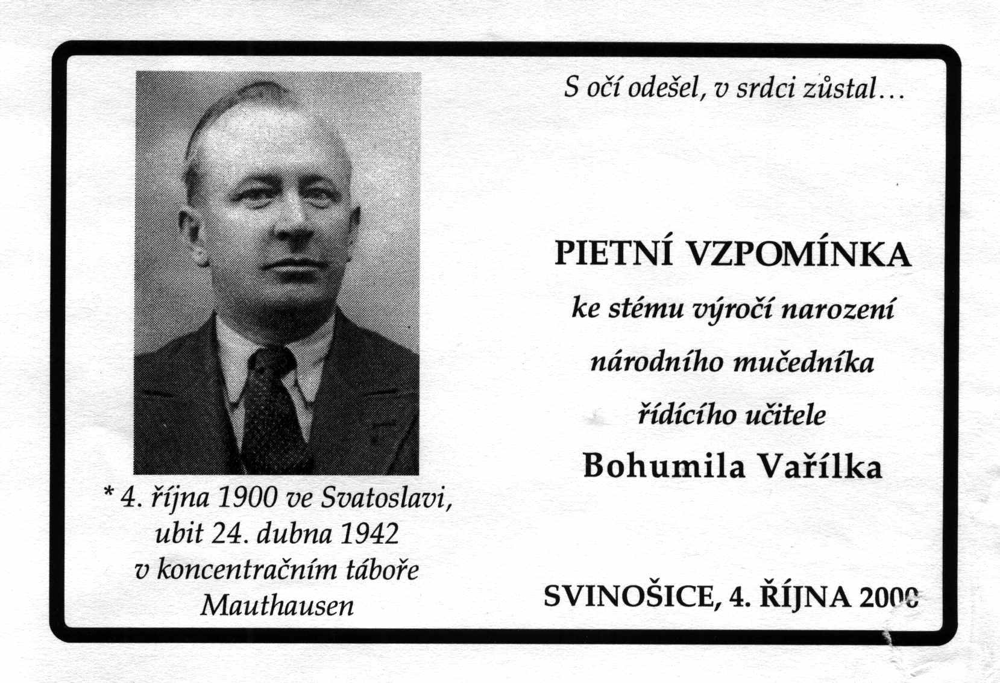 S očí odešel, v srdci zůstal...
PIETNÍ VZPOMÍNKA
ke stému výročí narození
národního mučedníka
řídícího učitele
Bohumila Vařílka
* 4. října 1900 ve Svatoslavi,
ubit 24. dubna 1942
v koncentračním táboře
Mauthausen
SVINOŠICE, 4. ŘÍJNA 2000